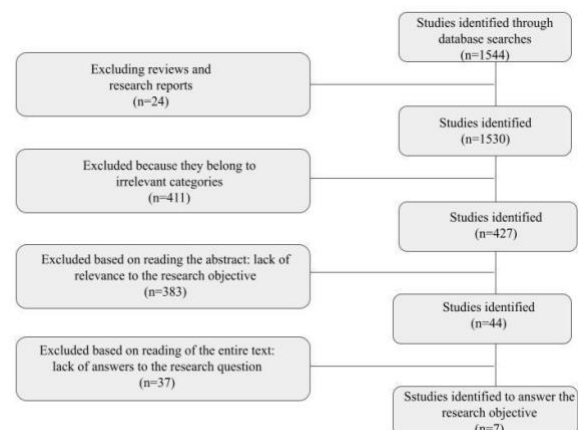 Studies identified through
database searches
(n=1544)
Excluding reviews and
research reports
(n=24)
Studies identified
(n=1530)
Excluded because they belong to
irrelevant categories
(n=411)
Studies identified
(n=427)
Excluded based on reading the abstract: lack of
relevance to the research objective
(n=383)
Studies identified
(n=44)
Excluded based on reading of the entire text:
lack of answers to the research question
(n=37)
Sstudies identified to answer the
research objective
(n=7)